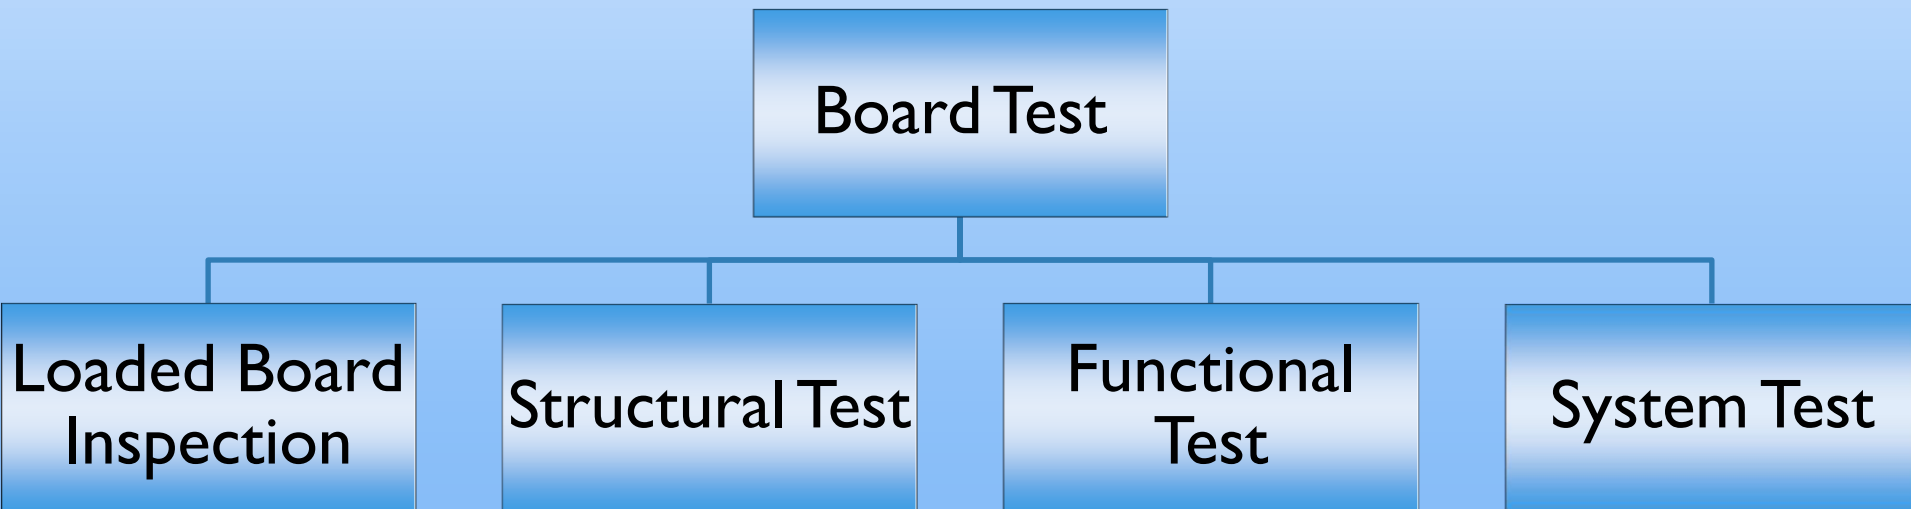 Board Test
Loaded Board
Inspection
Structural Test
Functional
Test
System Test